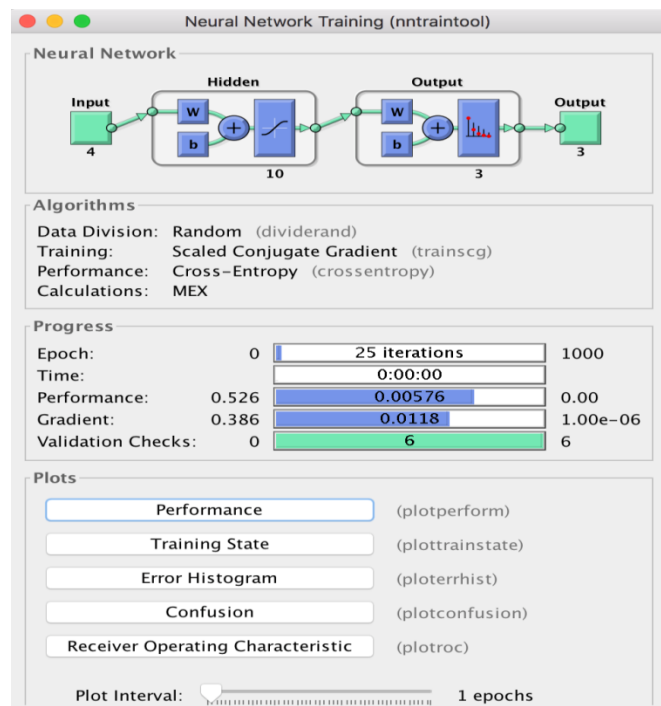 Neural Network Training (nntraintool)
Neural Network
Hidden
Output
Input
W
b
W
b
Output
4
10
3
3
Algorithms
Data Division: Random (dividerand)
Training: Scaled Conjugate Gradient (trainscg)
Performance: Cross-Entropy (crossentropy)
Calculations: MEX
Progress
Epoch: 0 25 iterations 1000
Time: 0:00:00
Performance: 0.526 0.00576 0.00
Gradient: 0.386 0.0118 1.00e-06
Validation Checks: 0 6 6
Plots
Performance (plotperform)
Training State (plottrainstate)
Error Histogram (ploterrhist)
Confusion (plotconfusion)
Receiver Operating Characteristic (plotroc)
Plot Interval: 1 epochs